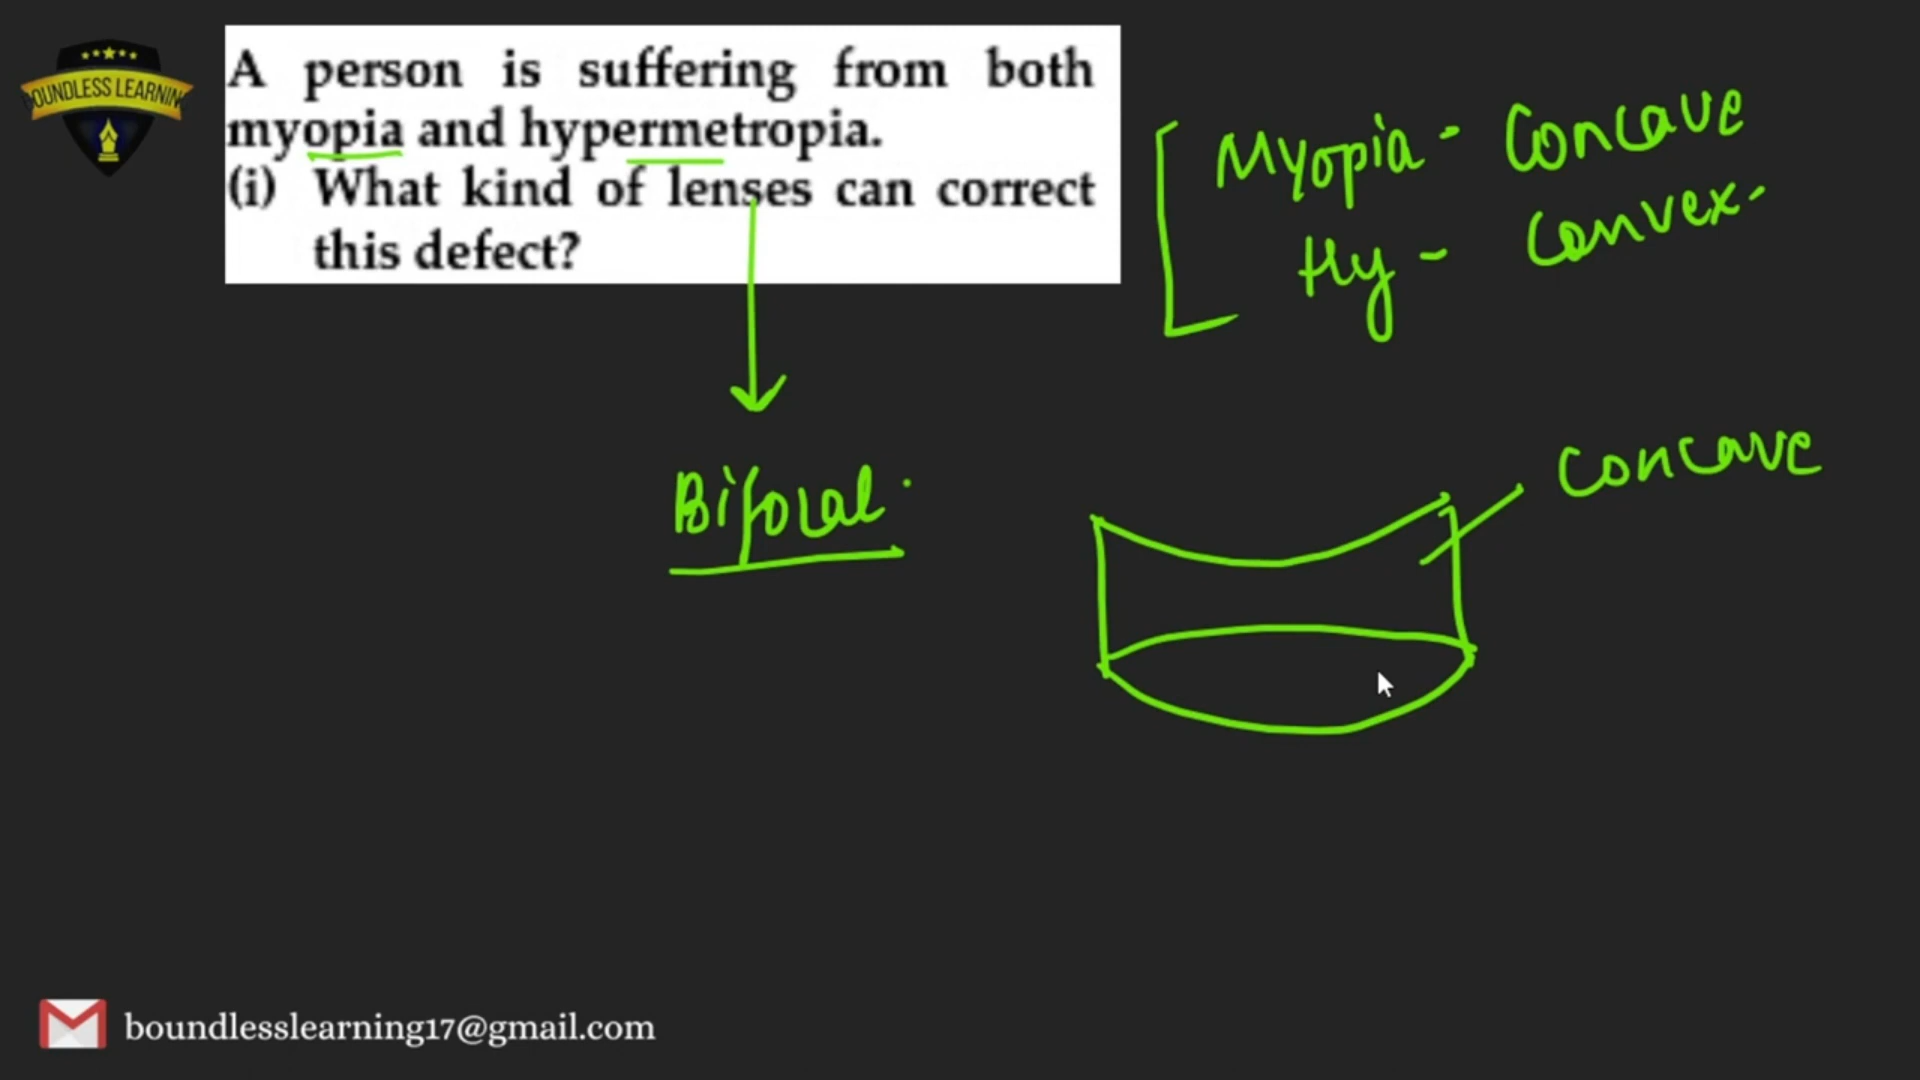 BOUNDLESS LEARNING
A person is suffering from both
myopia and hypermetropia.
(i) What kind of lenses can correct
this defect?
Myopia - Concave
Hy - Convex.
Bifocal.
Concave
boundlesslearning17@gmail.com